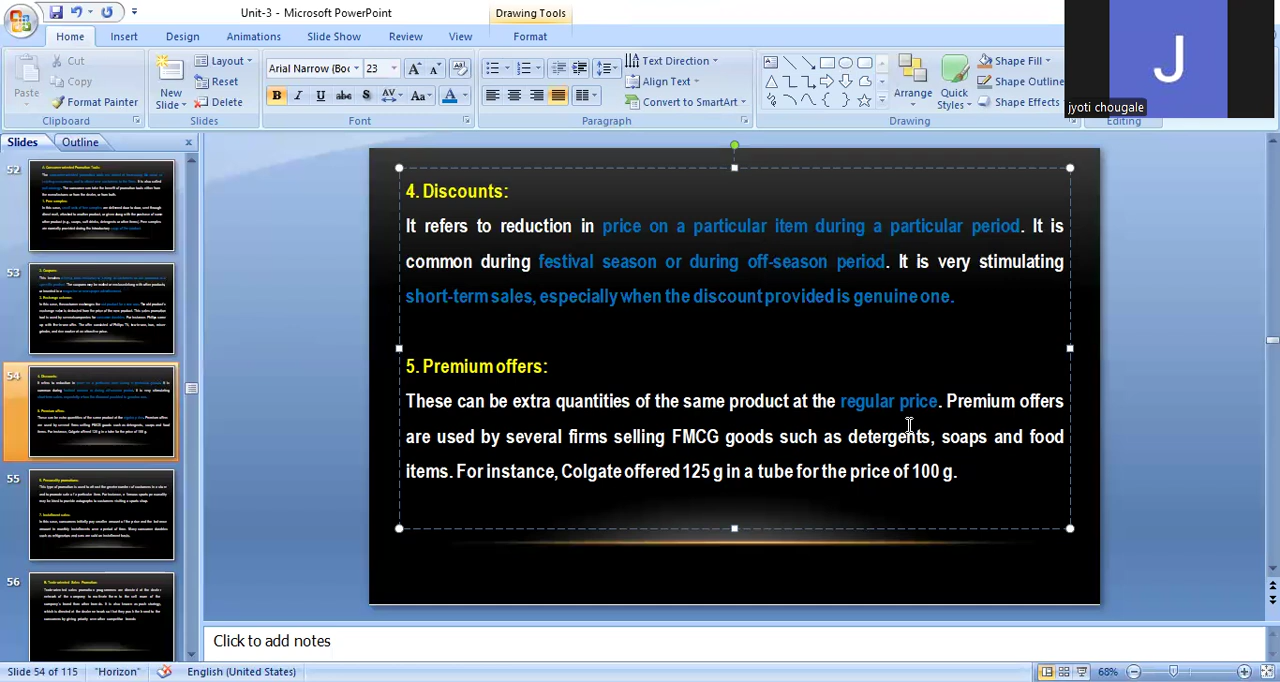 Unit-3 - Microsoft PowerPoint
Drawing Tools
Home
Insert
Design
Animations
Slide Show
Review
View
Format
Paste
Cut
Copy
Format Painter
Clipboard
New
Slide
Layout
Reset
Delete
Slides
Arial Narrow (Boc
23
B
I
U
abc
S
AV
Aa
A
Font
Text Direction
Align Text
Convert to SmartArt
Paragraph
Arrange
Quick
Styles
Shape Fill
Shape Outline
Shape Effects
Drawing
Editing
J
jyoti chougale
Slides
Outline
52
53
54
55
56
4. Discounts:
It refers to reduction in price on a particular item during a particular period. It is
common during festival season or during off-season period. It is very stimulating
short-term sales, especially when the discount provided is genuine one.
5. Premium offers:
These can be extra quantities of the same product at the regular price. Premium offers
are used by several firms selling FMCG goods such as detergents, soaps and food
items. For instance, Colgate offered 125 g in a tube for the price of 100 g.
Click to add notes
Slide 54 of 115
"Horizon"
English (United States)
68%